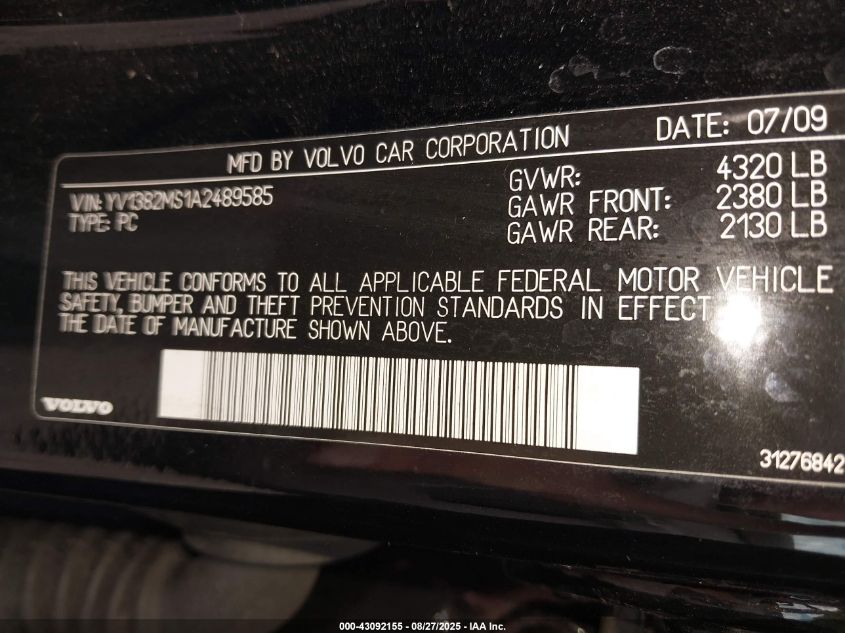 MFD BY VOLVO CAR CORPORATION DATE: 07/09
VIN: YV1382MS1A2489585
TYPE: PC
GVWR: 4320 LB
GAWR FRONT: 2380 LB
GAWR REAR: 2130 LB
THIS VEHICLE CONFORMS TO ALL APPLICABLE FEDERAL MOTOR VEHICLE
SAFETY, BUMPER AND THEFT PREVENTION STANDARDS IN EFFECT
THE DATE OF MANUFACTURE SHOWN ABOVE.
VOLVO
31276842
000-43092155 - 08/27/2025 - IAA Inc.